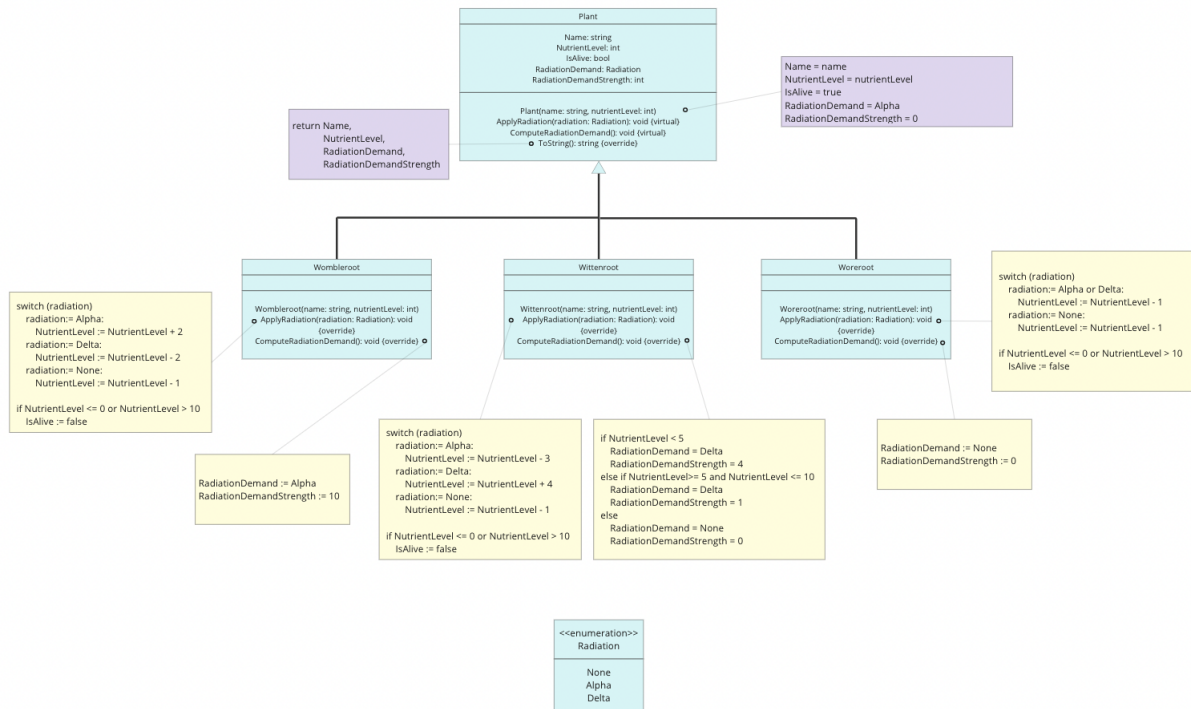 Plant
Name: string
NutrientLevel: int
IsAlive: bool
RadiationDemand: Radiation
RadiationDemandStrength: int
Plant(name: string, nutrientLevel: int)
ApplyRadiation(radiation: Radiation): void {virtual}
ComputeRadiationDemand(): void {virtual}
ToString(): string {override}
Name = name
NutrientLevel = nutrientLevel
IsAlive = true
RadiationDemand = Alpha
RadiationDemandStrength = 0
return Name,
NutrientLevel,
RadiationDemand,
RadiationDemandStrength
Wombleroot
Wombleroot(name: string, nutrientLevel: int)
ApplyRadiation(radiation: Radiation): void
{override}
ComputeRadiationDemand(): void {override}
Wittenroot
Wittenroot(name: string, nutrientLevel: int)
ApplyRadiation(radiation: Radiation): void
{override}
ComputeRadiationDemand(): void {override}
Woreroot
Woreroot(name: string, nutrientLevel: int)
ApplyRadiation(radiation: Radiation): void
{override}
ComputeRadiationDemand(): void {override}
switch (radiation)
radiation:= Alpha or Delta:
NutrientLevel := NutrientLevel - 1
radiation:= None:
NutrientLevel := NutrientLevel - 1
if NutrientLevel <= 0 or NutrientLevel > 10
IsAlive := false
switch (radiation)
radiation:= Alpha:
NutrientLevel := NutrientLevel + 2
radiation:= Delta:
NutrientLevel := NutrientLevel - 2
radiation:= None:
NutrientLevel := NutrientLevel - 1
if NutrientLevel <= 0 or NutrientLevel > 10
IsAlive := false
RadiationDemand := Alpha
RadiationDemandStrength := 10
switch (radiation)
radiation:= Alpha:
NutrientLevel := NutrientLevel - 3
radiation:= Delta:
NutrientLevel := NutrientLevel + 4
radiation:= None:
NutrientLevel := NutrientLevel - 1
if NutrientLevel <= 0 or NutrientLevel > 10
IsAlive := false
if NutrientLevel < 5
RadiationDemand = Delta
RadiationDemandStrength = 4
else if NutrientLevel>= 5 and NutrientLevel <= 10
RadiationDemand = Delta
RadiationDemandStrength = 1
else
RadiationDemand = None
RadiationDemandStrength = 0
RadiationDemand := None
RadiationDemandStrength := 0
<<enumeration>>
Radiation
None
Alpha
Delta